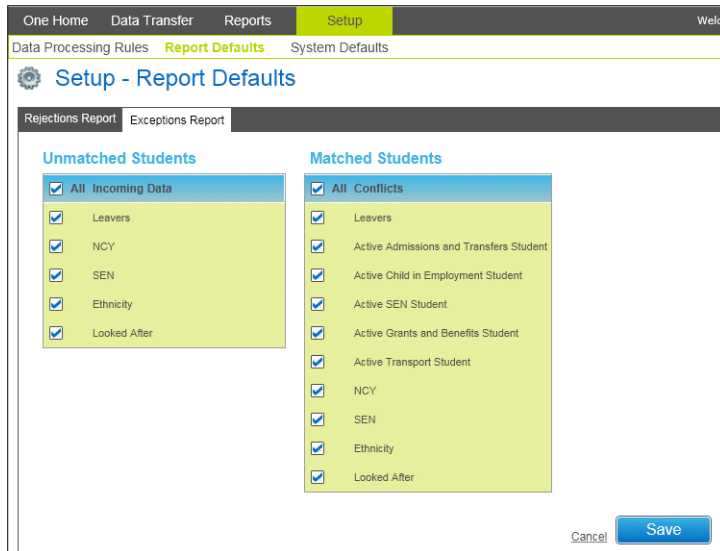 One Home Data Transfer Reports Setup
Data Processing Rules Report Defaults System Defaults
Setup - Report Defaults
Rejections Report Exceptions Report
Unmatched Students
All Incoming Data
Leavers
NCY
SEN
Ethnicity
Looked After
Matched Students
All Conflicts
Leavers
Active Admissions and Transfers Student
Active Child in Employment Student
Active SEN Student
Active Grants and Benefits Student
Active Transport Student
NCY
SEN
Ethnicity
Looked After
Cancel Save